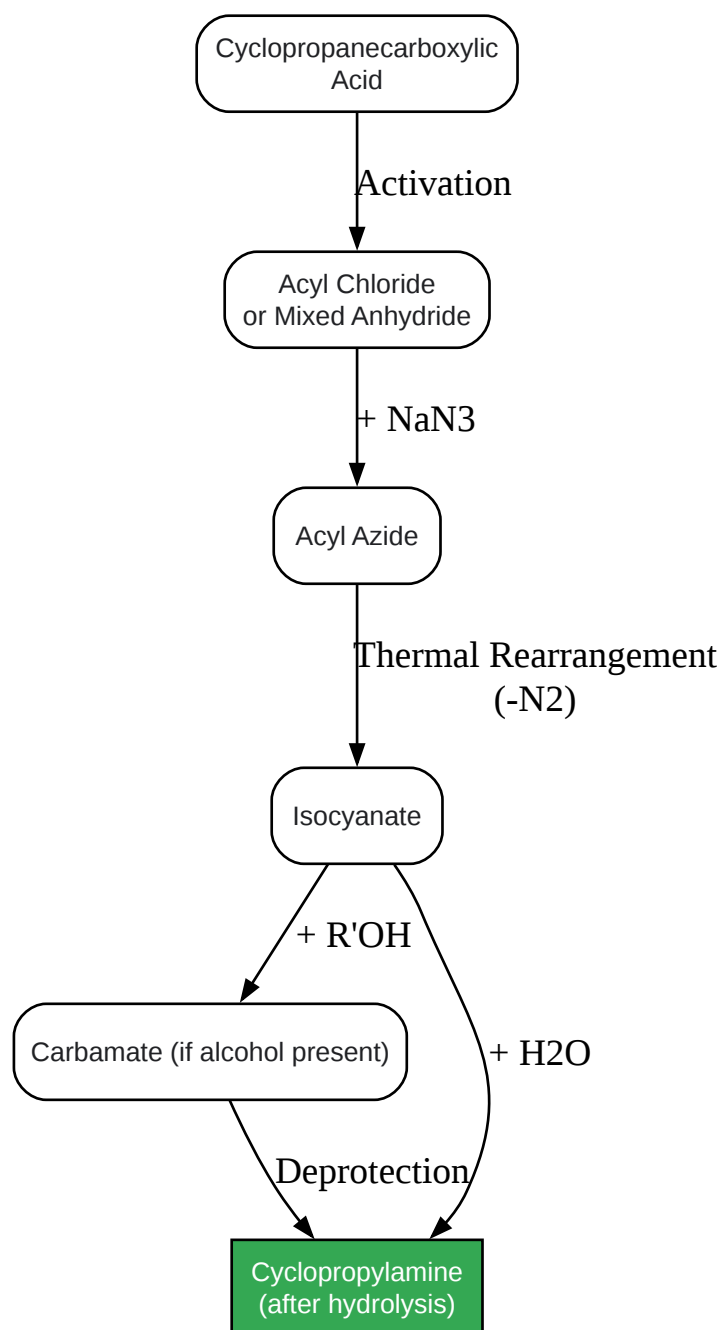 Cyclopropanecarboxylic
Acid
Activation
Acyl Chloride
or Mixed Anhydride
+ NaN3
Acyl Azide
Thermal Rearrangement
(-N2)
Isocyanate
+ R'OH
Carbamate (if alcohol present)
+ H2O
Deprotection
Cyclopropylamine
(after hydrolysis)